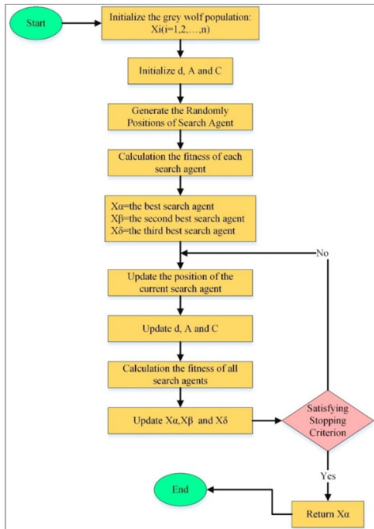 Start
Initialize the grey wolf population:
Xi(i=1,2,...,n)
Initialize d, A and C
Generate the Randomly
Positions of Search Agent
Calculation the fitness of each
search agent
Xα=the best search agent
Xβ=the second best search agent
Xδ=the third best search agent
No
Update the position of the
current search agent
Update d, A and C
Calculation the fitness of all
search agents
Update Xα,Xβ and Xδ
Satisfying
Stopping
Criterion
Yes
End
Return Xα